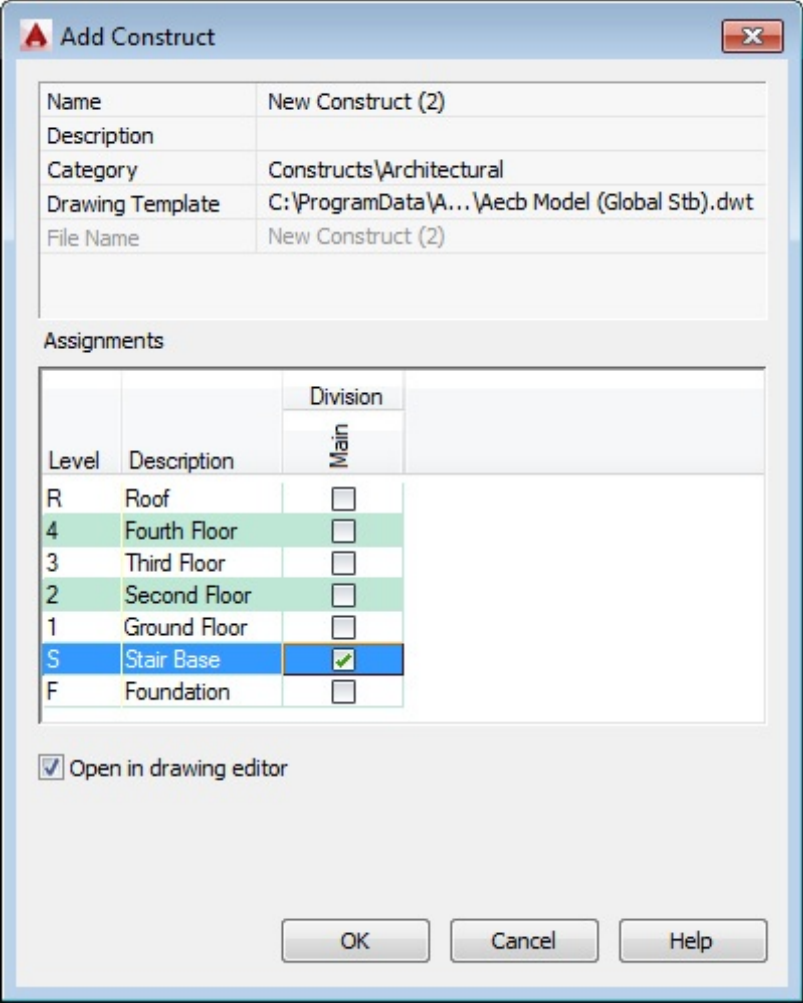 Add Construct
Name New Construct (2)
Description
Category Constructs\Architectural
Drawing Template C:\ProgramData\A...\Aecb Model (Global Stb).dwt
File Name New Construct (2)
Assignments
Division
Level Description Main
R Roof
4 Fourth Floor
3 Third Floor
2 Second Floor
1 Ground Floor
S Stair Base
F Foundation
Open in drawing editor
OK Cancel Help